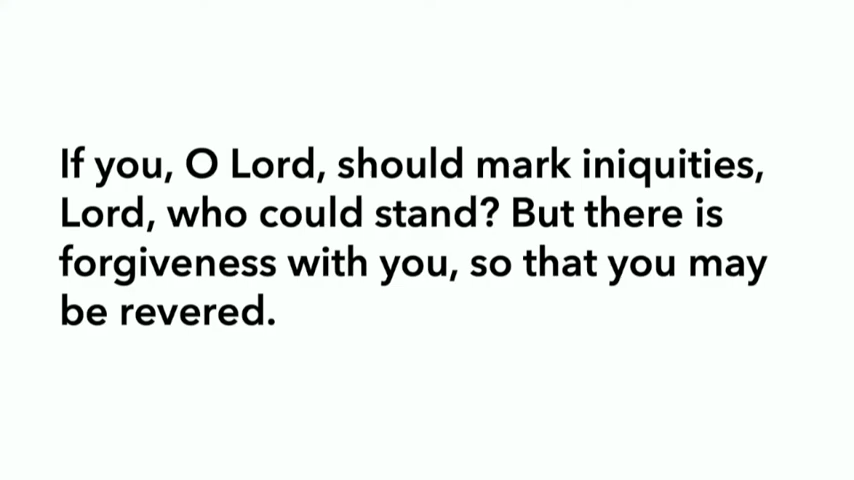 If you, O Lord, should mark iniquities,
Lord, who could stand? But there is
forgiveness with you, so that you may
be revered.